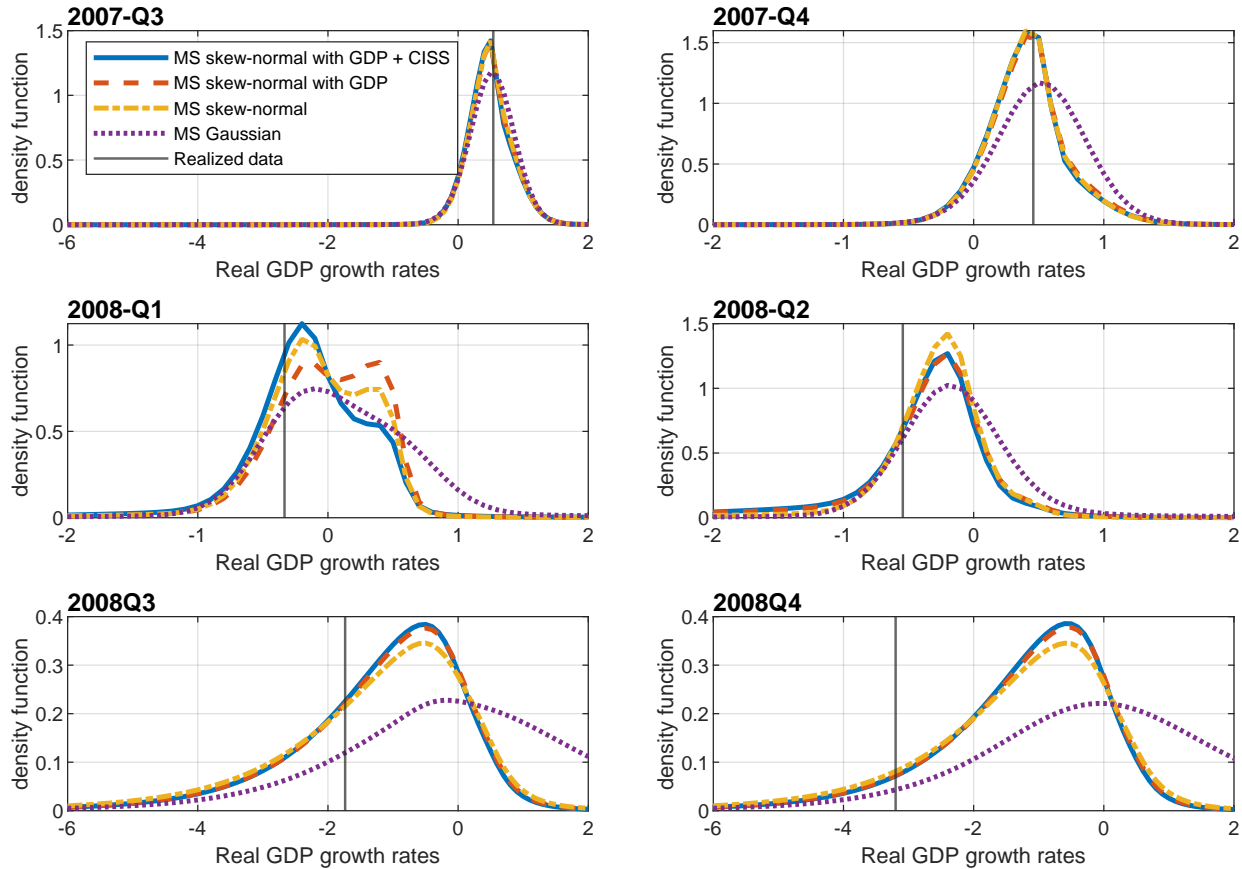 2007-Q3
1.5
1
0.5
0
density function
MS skew-normal with GDP + CISS
MS skew-normal with GDP
MS skew-normal
MS Gaussian
Realized data
-6 -4 -2 0 2
Real GDP growth rates
2007-Q4
1.5
1
0.5
0
density function
-2 -1 0 1 2
Real GDP growth rates
2008-Q1
1
0.5
0
density function
-2 -1 0 1 2
Real GDP growth rates
2008-Q2
1.5
1
0.5
0
density function
-2 -1 0 1 2
Real GDP growth rates
2008Q3
0.4
0.3
0.2
0.1
0
density function
-6 -4 -2 0 2
Real GDP growth rates
2008Q4
0.4
0.3
0.2
0.1
0
density function
-6 -4 -2 0 2
Real GDP growth rates